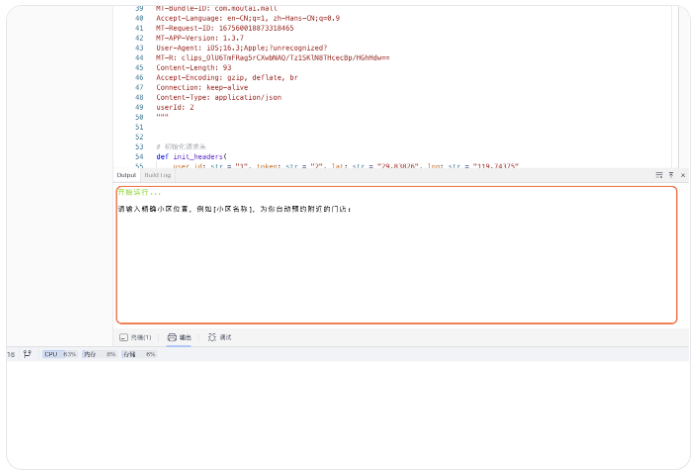 39 MT-Bundle-ID: com.moutai.mall
40 Accept-Language: en-CN;q=1, zh-Hans-CN;q=0.9
41 MT-Request-ID: 167560018873318465
42 MT-APP-Version: 1.3.7
43 User-Agent: iOS;16.3;Apple;?unrecognized?
44 MT-R: clips_OlU6TmFRag5rCXwbNAQ/Tz1SKlN8THcecBp/HGhHdw==
45 Content-Length: 93
46 Accept-Encoding: gzip, deflate, br
47 Connection: keep-alive
48 Content-Type: application/json
49 userId: 2
50 """
51
52
53 # 初始化请求头
54 def init_headers(
55 user_id: str = "1", token: str = "2", lat: str = "29.83826", lng: str = "119.74375"
Output Build Log
开始运行...
请输入精确小区位置，例如[小区名称]，为你自动预约附近的门店:
终端(1) 输出 调试
16 CPU 63% 内存 8% 存储 6%